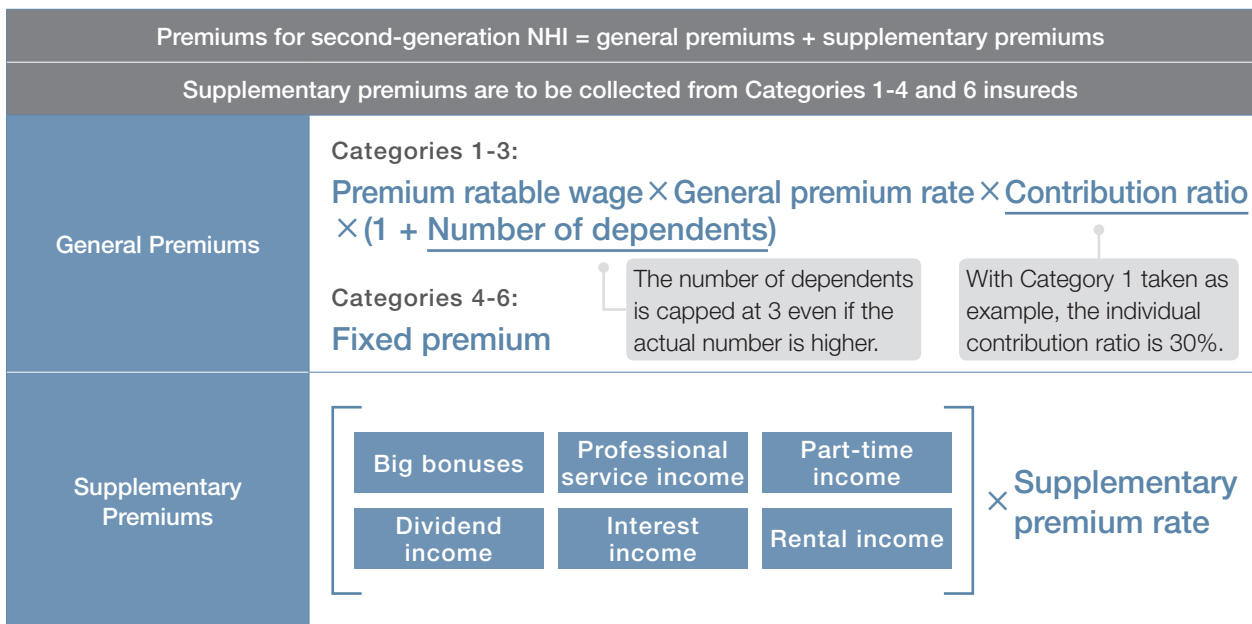 Premiums for second-generation NHI = general premiums + supplementary premiums
Supplementary premiums are to be collected from Categories 1-4 and 6 insureds
General Premiums
Categories 1-3:
Premium ratable wage × General premium rate × Contribution ratio
× (1 + Number of dependents)
Categories 4-6:
Fixed premium
The number of dependents
is capped at 3 even if the
actual number is higher.
With Category 1 taken as
example, the individual
contribution ratio is 30%.
Supplementary
Premiums
Big bonuses
Professional
service income
Part-time
income
Dividend
income
Interest
income
Rental income
× Supplementary
premium rate